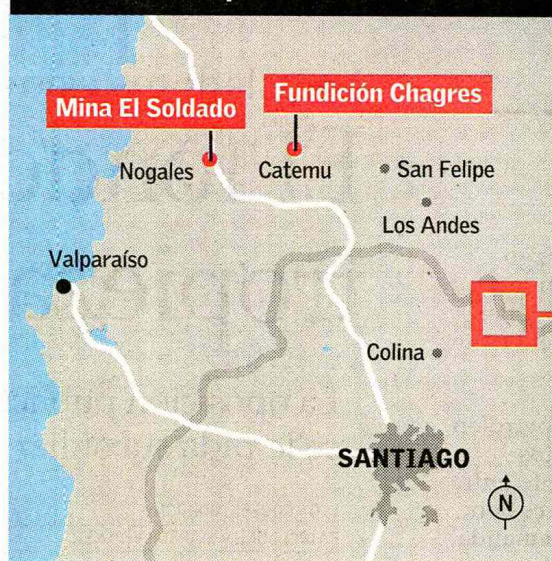 Mina El Soldado
Fundición Chagres
Nogales
Catemu
San Felipe
Los Andes
Valparaíso
Colina
SANTIAGO
N